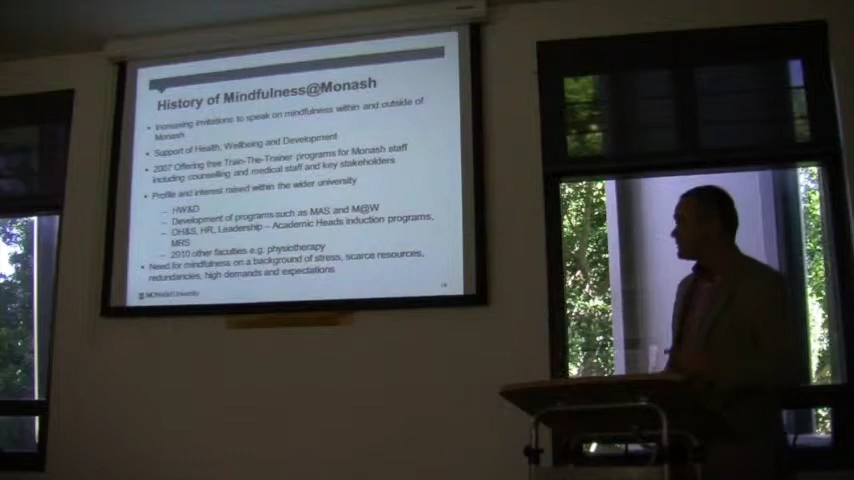 History of Mindfulness@Monash
• Increasing invitations to speak on mindfulness within and outside of
Monash
• Support of Health, Wellbeing and Development
• 2007 Offering free Train-The-Trainer programs for Monash staff
including counselling and medical staff and key stakeholders
• Profile and interest raised within the wider university
– HW&D
– Development of programs such as MAS and M@W
– OH&S, HR, Leadership – Academic Heads induction programs,
MRS
– 2010 other faculties e.g. physiotherapy
• Need for mindfulness on a background of stress, scarce resources,
redundancies, high demands and expectations
MONASH University